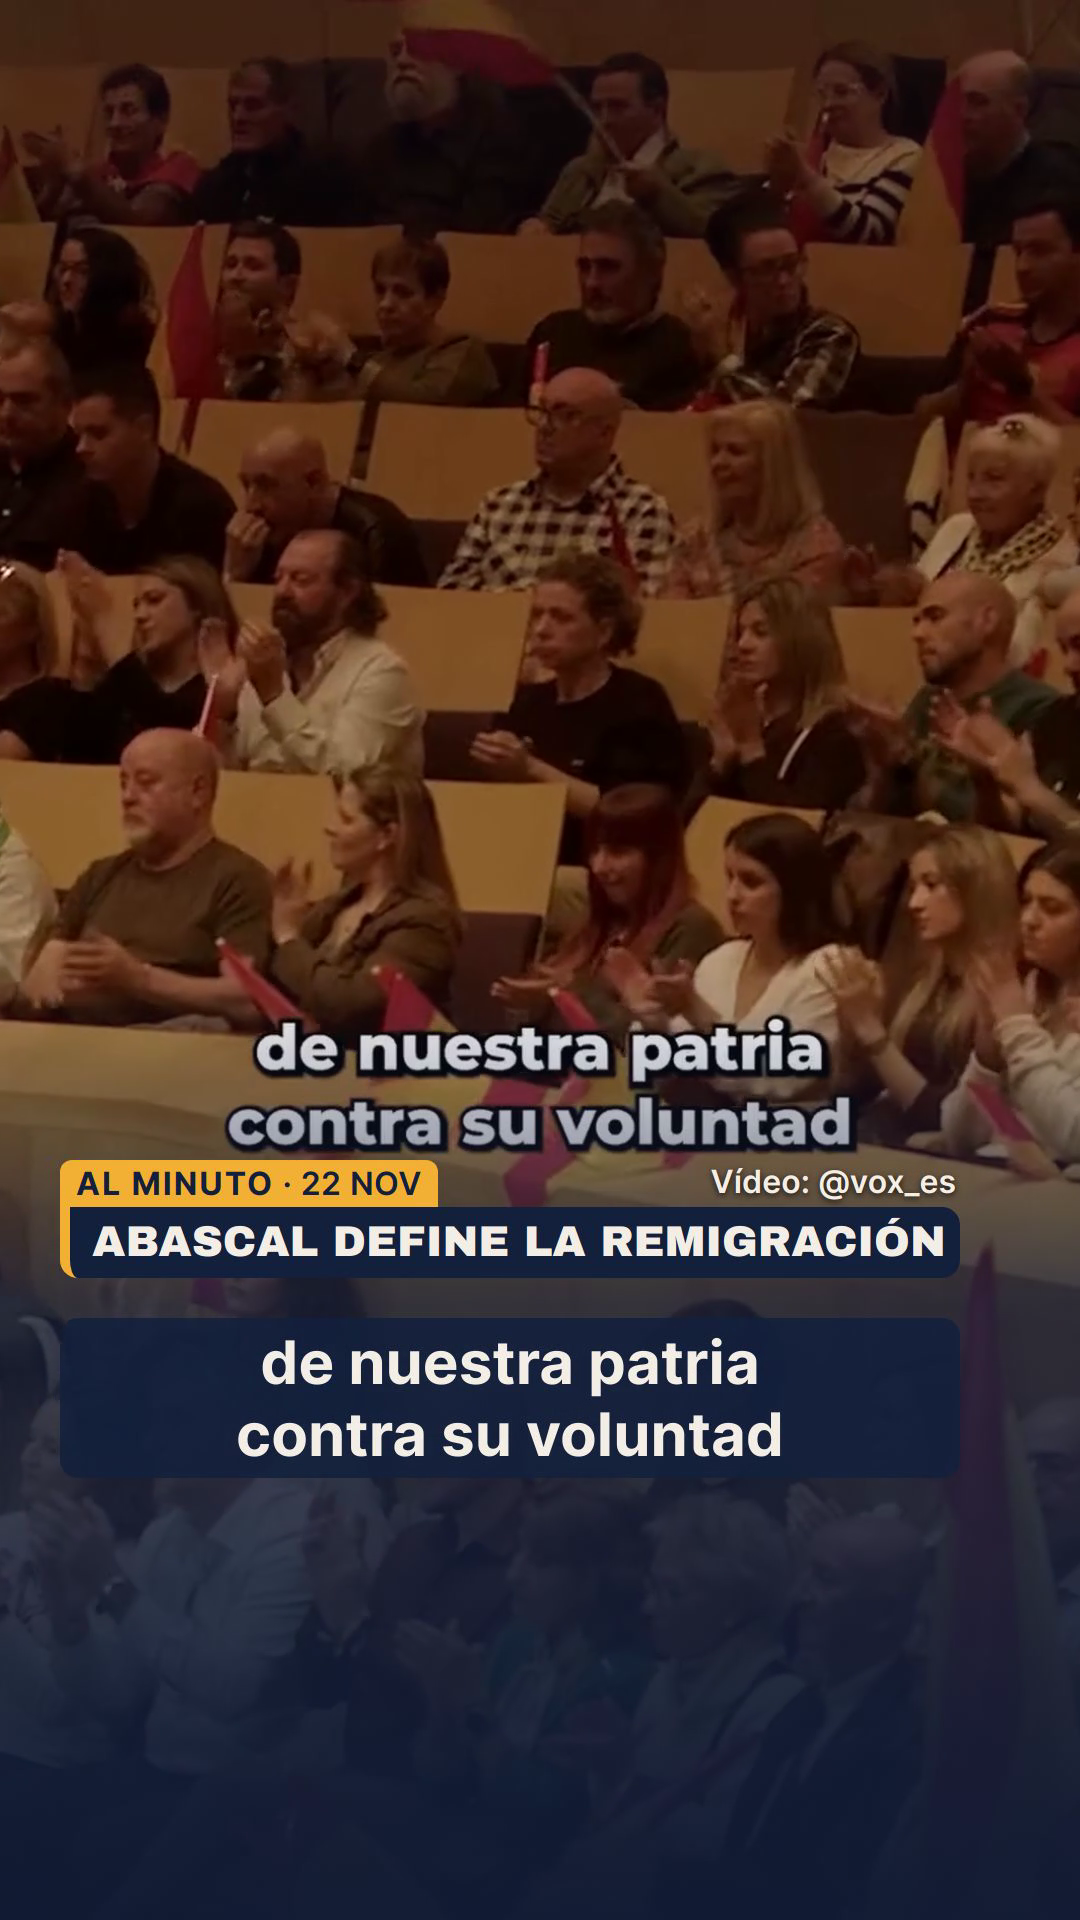 de nuestra patria
contra su voluntad
AL MINUTO · 22 NOV
Vídeo: @vox_es
ABASCAL DEFINE LA REMIGRACIÓN
de nuestra patria
contra su voluntad